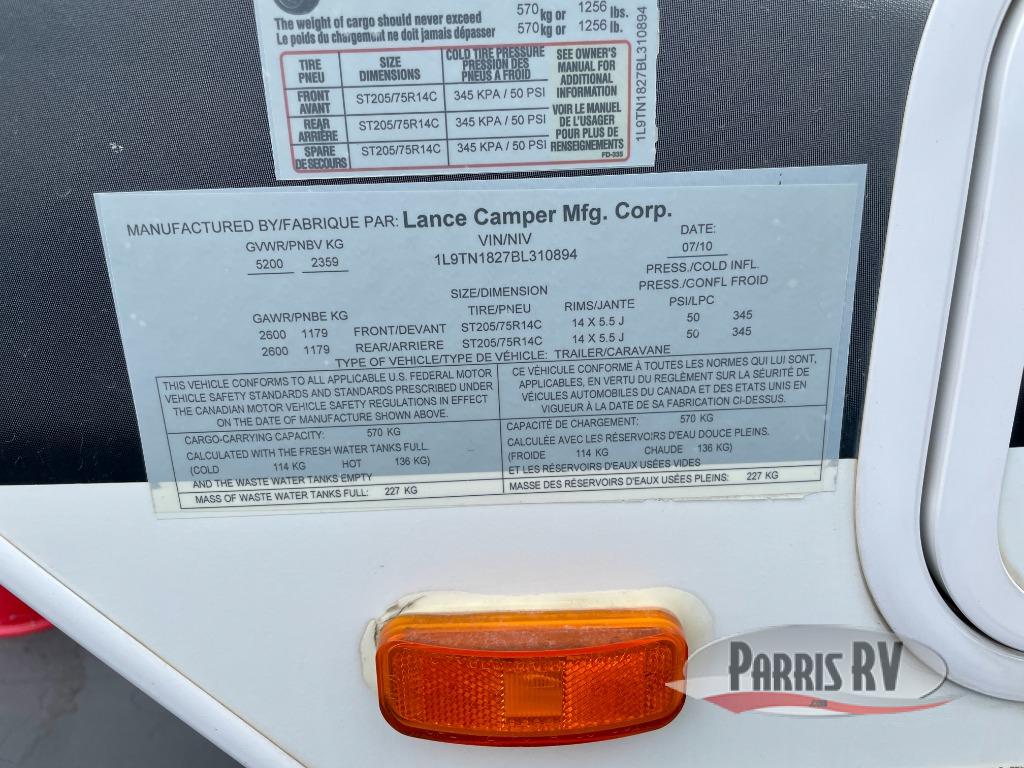 The weight of cargo should never exceed 570 kg or 1256 lbs.
Le poids du chargement ne doit jamais dépasser 570 kg or 1256 lb.
TIRE PNEU SIZE DIMENSIONS COLD TIRE PRESSURE PRESSION DES PNEUS A FROID
FRONT AVANT ST205/75R14C 345 KPA / 50 PSI
REAR ARRIÈRE ST205/75R14C 345 KPA / 50 PSI
SPARE DE SECOURS ST205/75R14C 345 KPA / 50 PSI
SEE OWNER'S
MANUAL FOR
ADDITIONAL
INFORMATION
VOIR LE MANUEL
DE L'USAGER
POUR PLUS DE
RENSEIGNEMENTS
FD-335
1L9TN1827BL310894
MANUFACTURED BY/FABRIQUE PAR: Lance Camper Mfg. Corp.
GVWR/PNBV KG VIN/NIV DATE:
5200 2359 1L9TN1827BL310894 07/10
PRESS./COLD INFL.
SIZE/DIMENSION PRESS./CONFL FROID
GAWR/PNBE KG TIRE/PNEU RIMS/JANTE PSI/LPC
2600 1179 FRONT/DEVANT ST205/75R14C 14 X 5.5 J 50 345
2600 1179 REAR/ARRIERE ST205/75R14C 14 X 5.5 J 50 345
TYPE OF VEHICLE/TYPE DE VÉHICLE: TRAILER/CARAVANE
THIS VEHICLE CONFORMS TO ALL APPLICABLE U.S. FEDERAL MOTOR
VEHICLE SAFETY STANDARDS AND STANDARDS PRESCRIBED UNDER
THE CANADIAN MOTOR VEHICLE SAFETY REGULATIONS IN EFFECT
ON THE DATE OF MANUFACTURE SHOWN ABOVE.
CE VÉHICULE CONFORME À TOUTES LES NORMES QUI LUI SONT,
APPLICABLES, EN VERTU DU REGLEMENT SUR LA SÉURITÉ DE
VÉICULES AUTOMOBILES DU CANADA ET DES ETATS UNIS EN
VIGUEUR À LA DATE DE SA FABRICATION CI-DESSUS.
CARGO-CARRYING CAPACITY: 570 KG
CALCULATED WITH THE FRESH WATER TANKS FULL.
(COLD 114 KG HOT 136 KG)
AND THE WASTE WATER TANKS EMPTY
MASS OF WASTE WATER TANKS FULL: 227 KG
CAPACITÉ DE CHARGEMENT: 570 KG
CALCULÉE AVEC LES RÉSERVOIRS D'EAU DOUCE PLEINS.
(FROIDE 114 KG CHAUDE 136 KG)
ET LES RÉSERVOIRS D'EAUX USÉES VIDES
MASSE DES RÉSERVOIRS D'EAUX USÉES PLEINS: 227 KG
PARRIS RV
.com